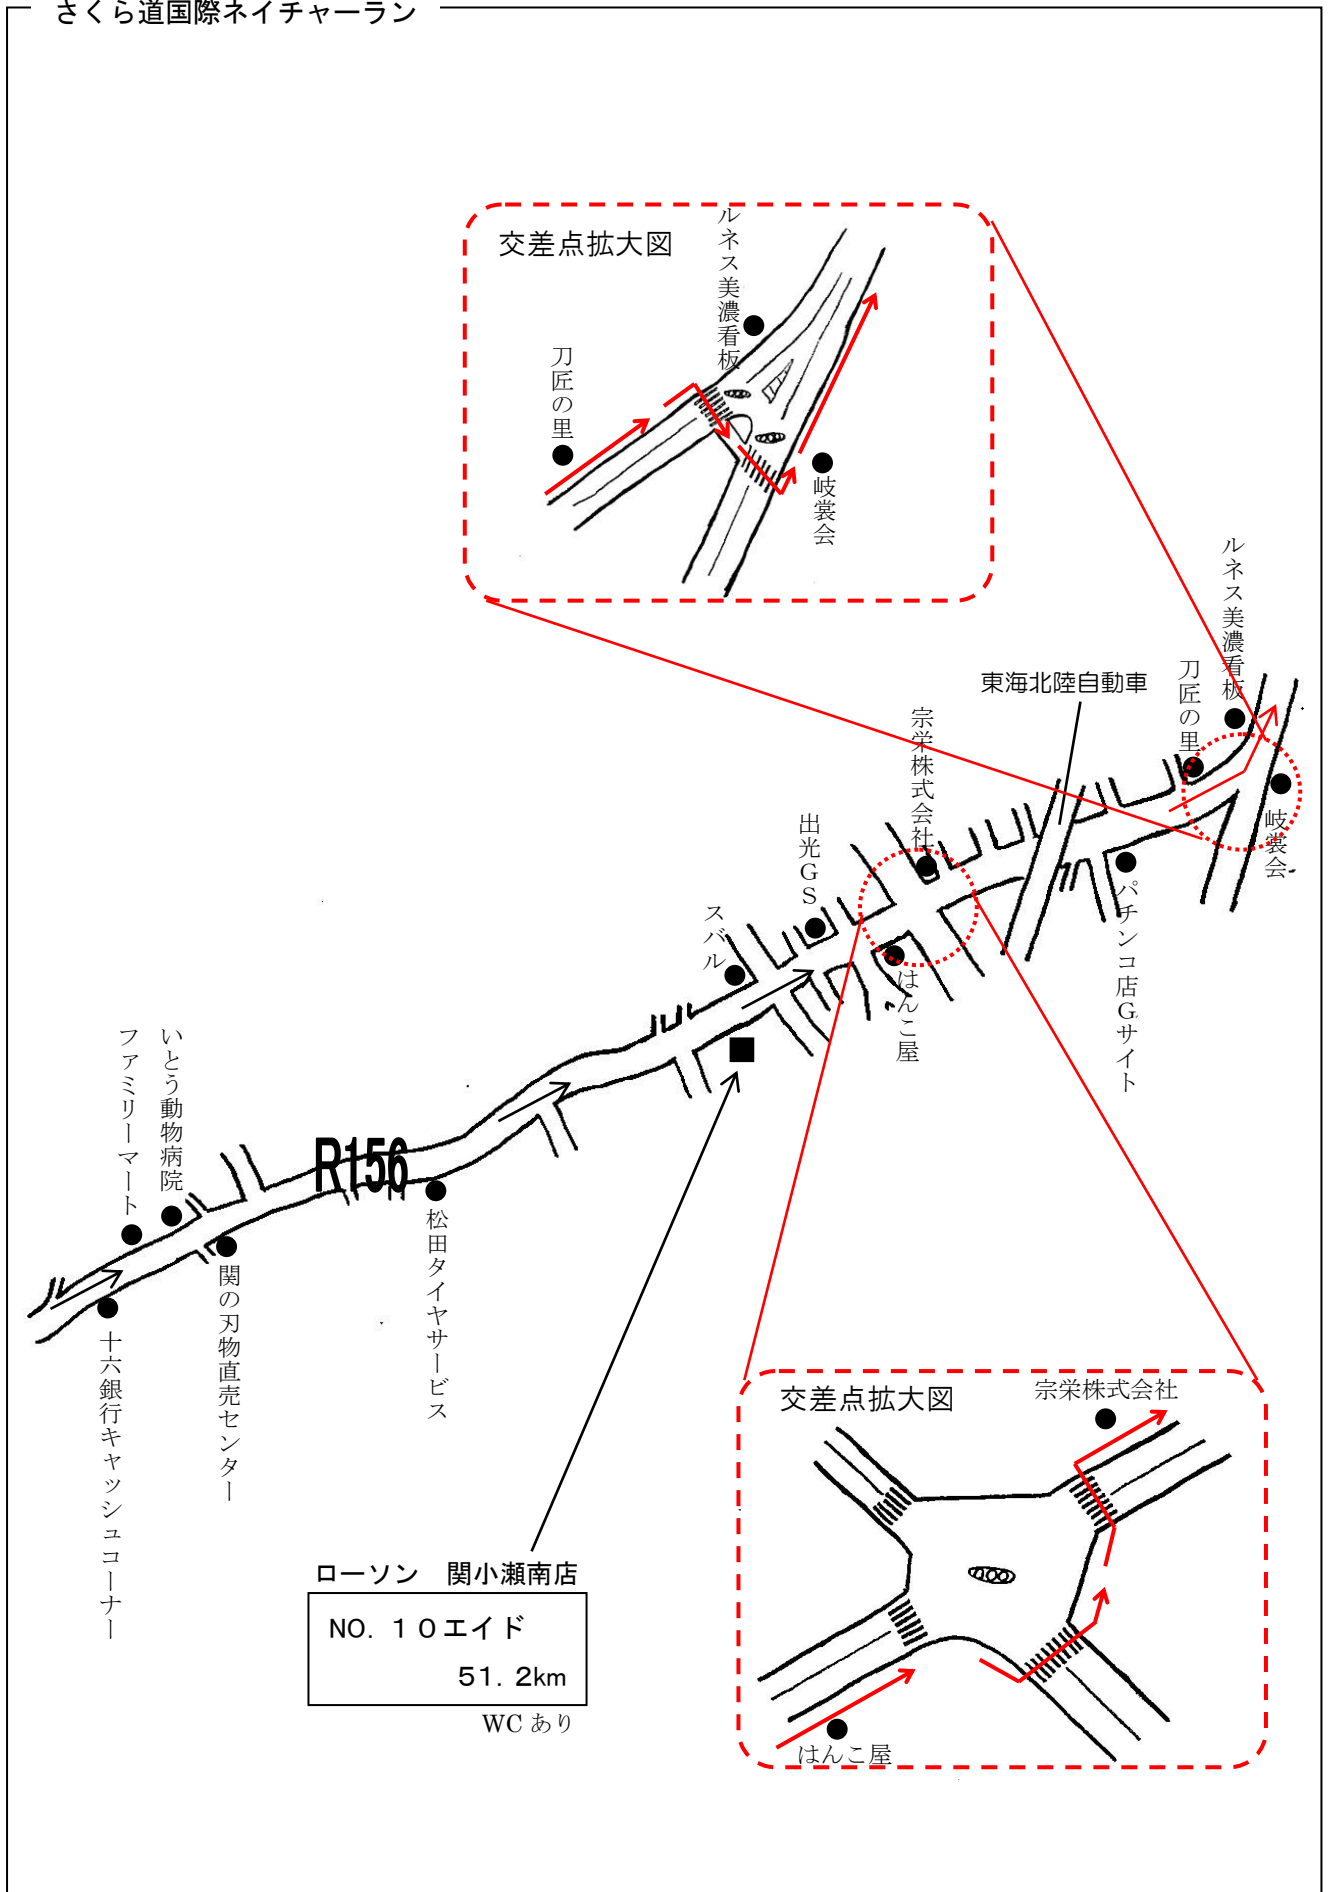 さくら道国際ネイチャーラン
交差点拡大図
ルネス美濃看板
刀匠の里
岐裳会
ルネス美濃看板
刀匠の里
東海北陸自動車
宗栄株式会社
岐裳会
出光GS
スバル
はんこ屋
パチンコ店Gサイト
いとう動物病院
ファミリーマート
R156
松田タイヤサービス
関の刃物直売センター
十六銀行キャッシュコーナー
交差点拡大図
宗栄株式会社
はんこ屋
ローソン　関小瀬南店
NO. 10エイド
51. 2km
WC あり